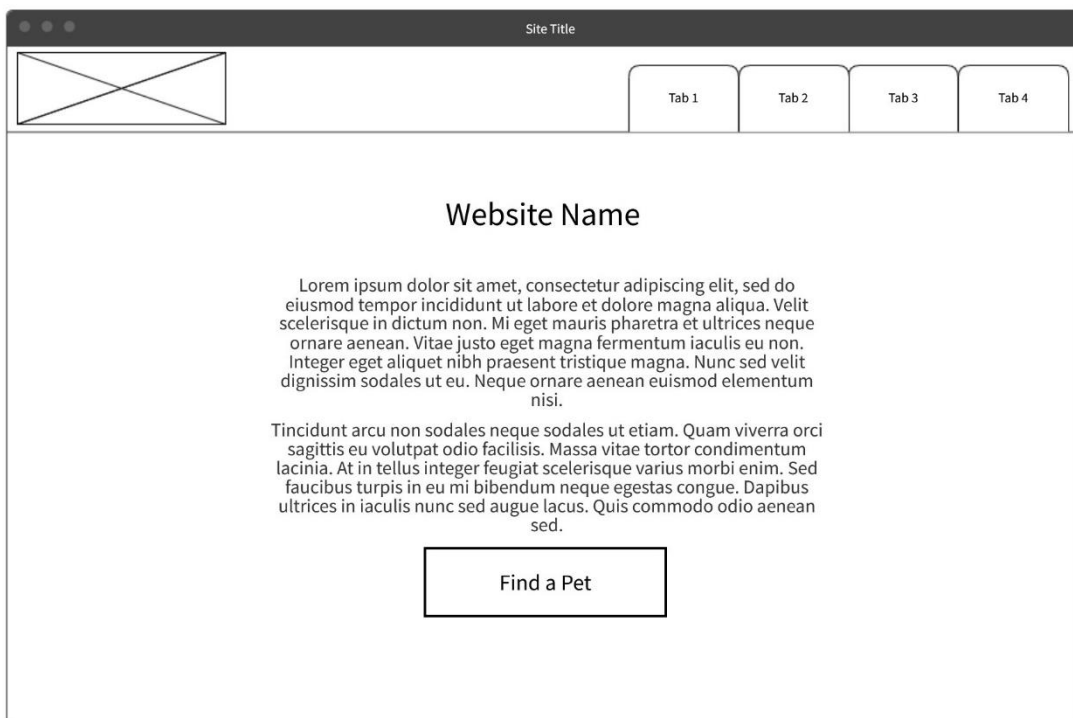 Site Title
Tab 1
Tab 2
Tab 3
Tab 4
Website Name
Lorem ipsum dolor sit amet, consectetur adipiscing elit, sed do
eiusmod tempor incididunt ut labore et dolore magna aliqua. Velit
scelerisque in dictum non. Mi eget mauris pharetra et ultrices neque
ornare aenean. Vitae justo eget magna fermentum iaculis eu non.
Integer eget aliquet nibh praesent tristique magna. Nunc sed velit
dignissim sodales ut eu. Neque ornare aenean euismod elementum
nisi.
Tincidunt arcu non sodales neque sodales ut etiam. Quam viverra orci
sagittis eu volutpat odio facilisis. Massa vitae tortor condimentum
lacinia. At in tellus integer feugiat scelerisque varius morbi enim. Sed
faucibus turpis in eu mi bibendum neque egestas congue. Dapibus
ultrices in iaculis nunc sed augue lacus. Quis commodo odio aenean
sed.
Find a Pet